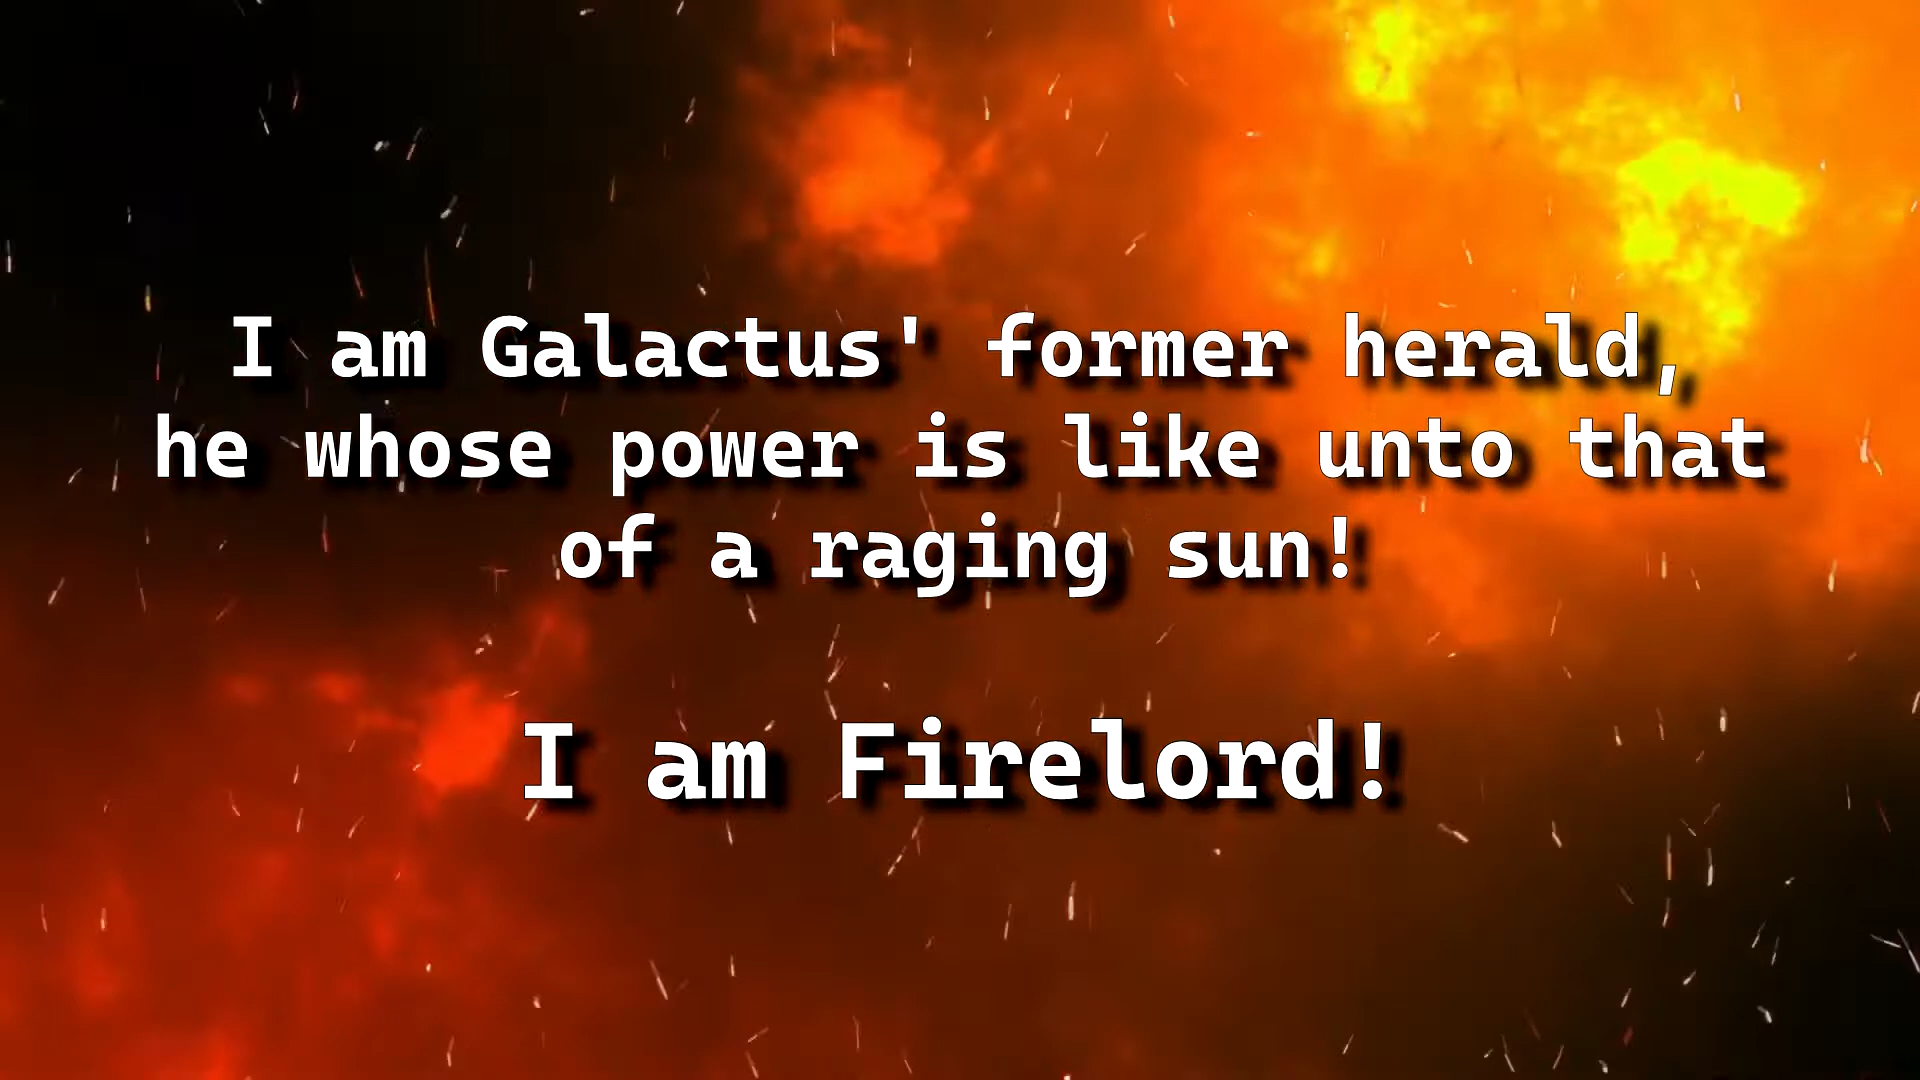 I am Galactus' former herald,
he whose power is like unto that
of a raging sun!
I am Firelord!